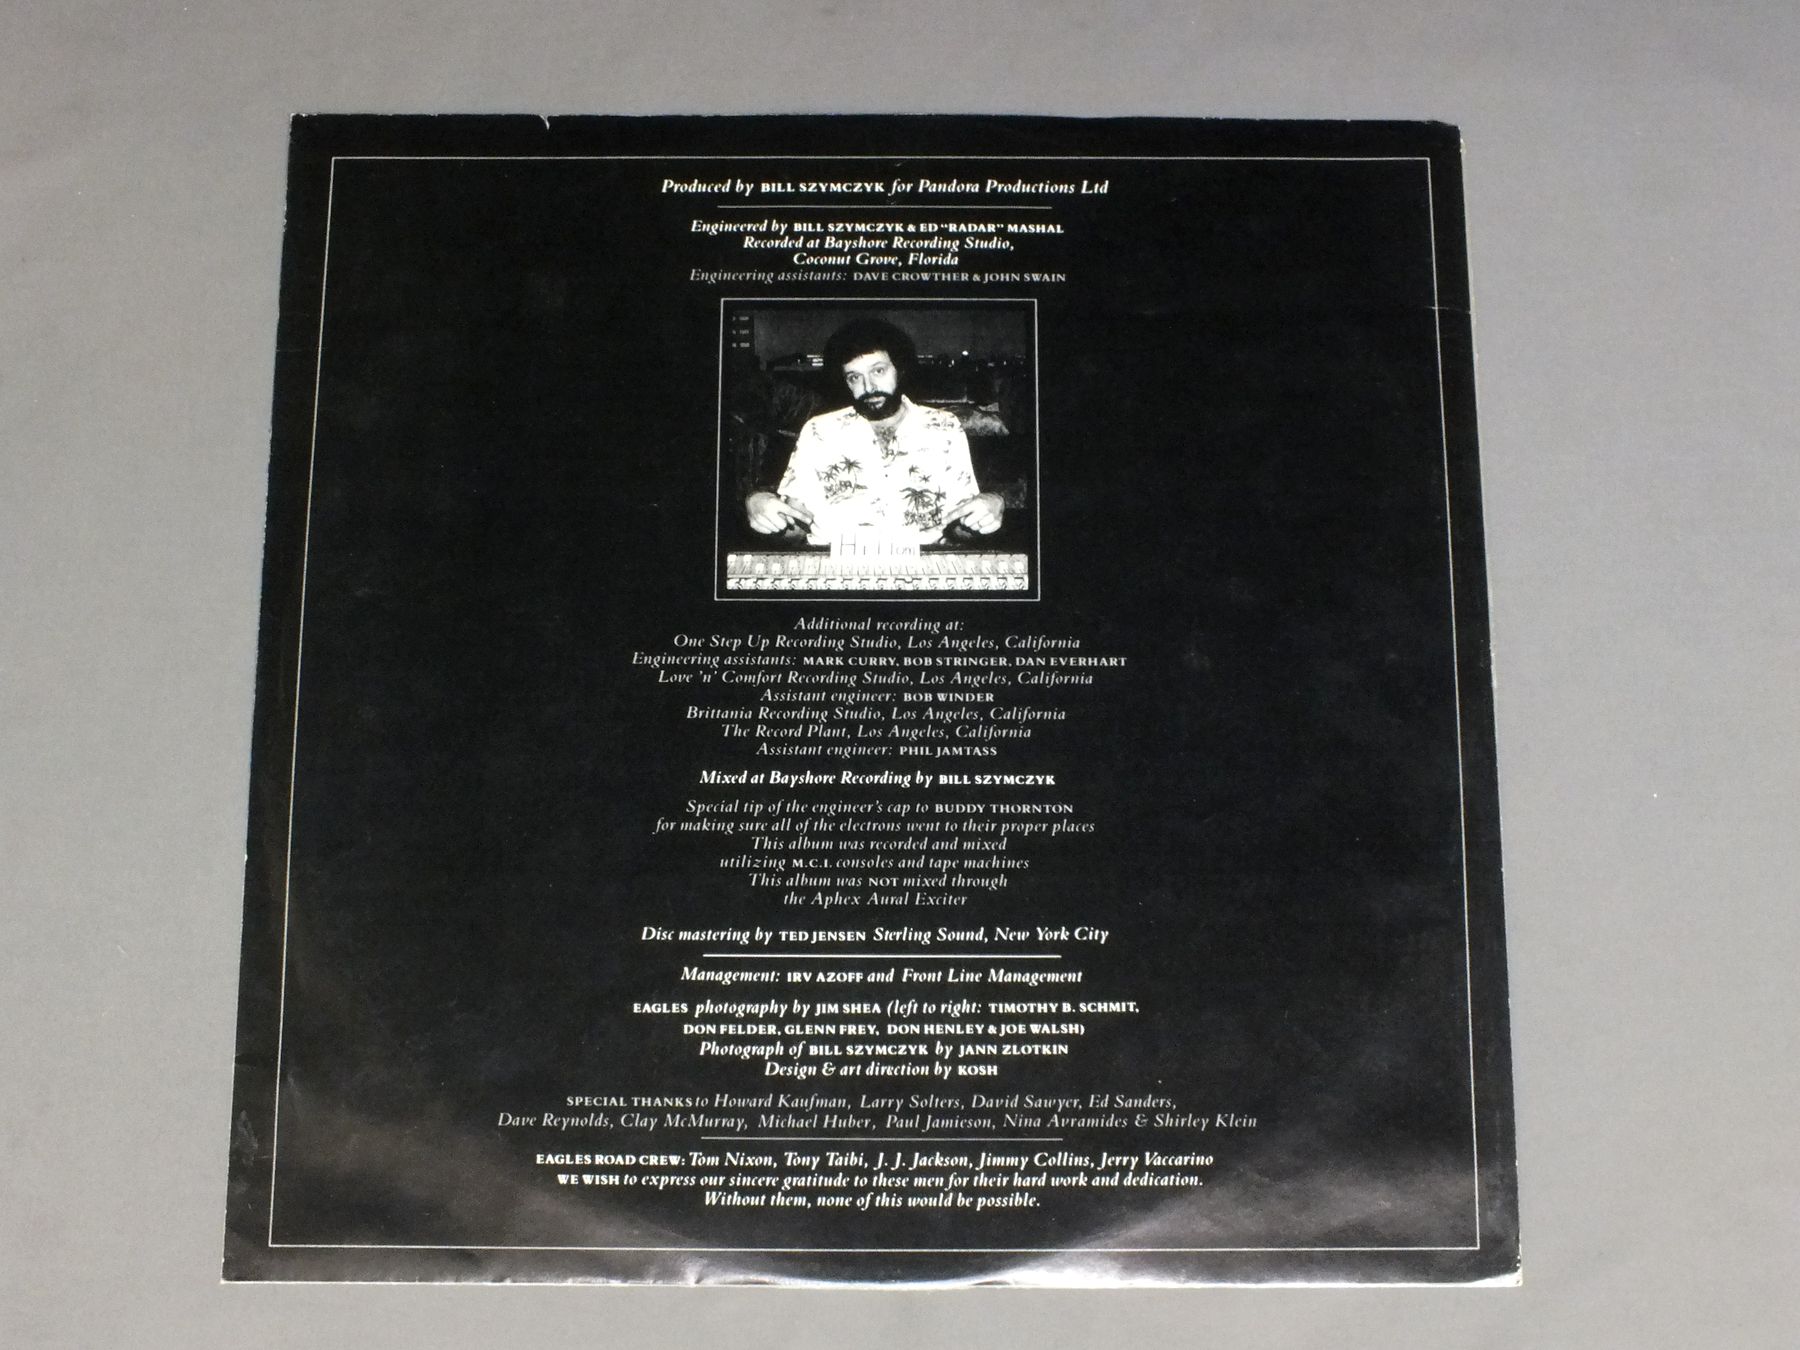 Produced by BILL SZYMCZYK for Pandora Productions Ltd
Engineered by BILL SZYMCZYK & ED "RADAR" MASHAL
Recorded at Bayshore Recording Studio,
Coconut Grove, Florida
Engineering assistants: DAVE CROWTHER & JOHN SWAIN
Additional recording at:
One Step Up Recording Studio, Los Angeles, California
Engineering assistants: MARK CURRY, BOB STRINGER, DAN EVERHART
Love 'n' Comfort Recording Studio, Los Angeles, California
Assistant engineer: BOB WINDER
Brittania Recording Studio, Los Angeles, California
The Record Plant, Los Angeles, California
Assistant engineer: PHIL JAMTASS
Mixed at Bayshore Recording by BILL SZYMCZYK
Special tip of the engineer's cap to BUDDY THORNTON
for making sure all of the electrons went to their proper places
This album was recorded and mixed
utilizing M.C.I. consoles and tape machines
This album was NOT mixed through
the Aphex Aural Exciter
Disc mastering by TED JENSEN Sterling Sound, New York City
Management: IRV AZOFF and Front Line Management
EAGLES photography by JIM SHEA (left to right: TIMOTHY B. SCHMIT,
DON FELDER, GLENN FREY, DON HENLEY & JOE WALSH)
Photograph of BILL SZYMCZYK by JANN ZLOTKIN
Design & art direction by KOSH
SPECIAL THANKS to Howard Kaufman, Larry Solters, David Sawyer, Ed Sanders,
Dave Reynolds, Clay McMurray, Michael Huber, Paul Jamieson, Nina Avramides & Shirley Klein
EAGLES ROAD CREW: Tom Nixon, Tony Taibi, J. J. Jackson, Jimmy Collins, Jerry Vaccarino
WE WISH to express our sincere gratitude to these men for their hard work and dedication.
Without them, none of this would be possible.